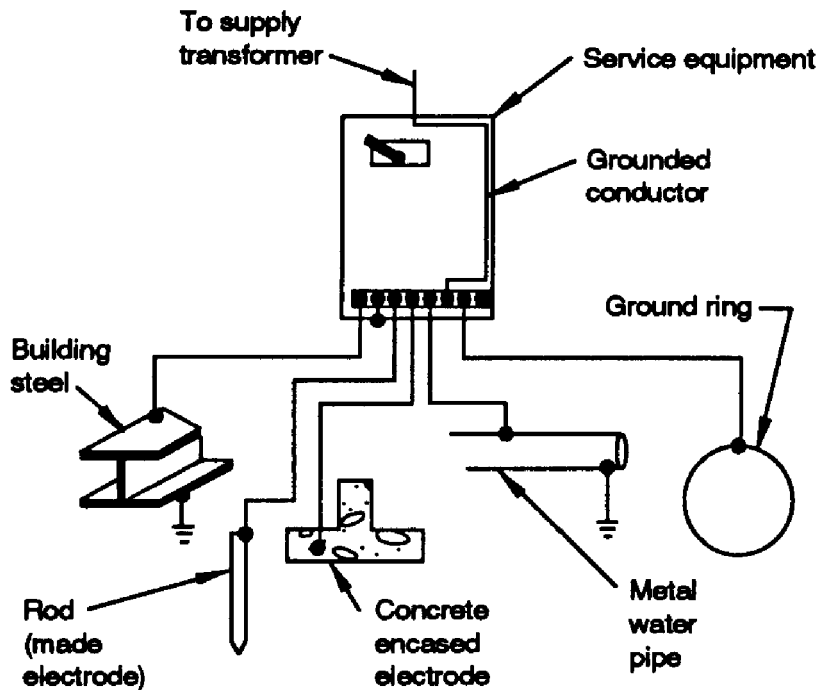 To supply
transformer
Service equipment
Grounded
conductor
Ground ring
Building
steel
Rod
(made
electrode)
Concrete
encased
electrode
Metal
water
pipe